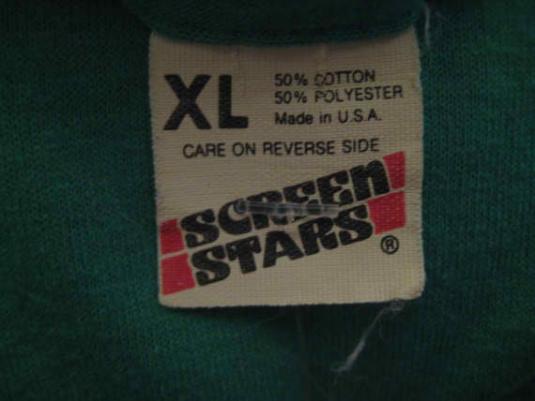 XL
50% COTTON
50% POLYESTER
Made in U.S.A.
CARE ON REVERSE SIDE
SCREEN
STARS ®